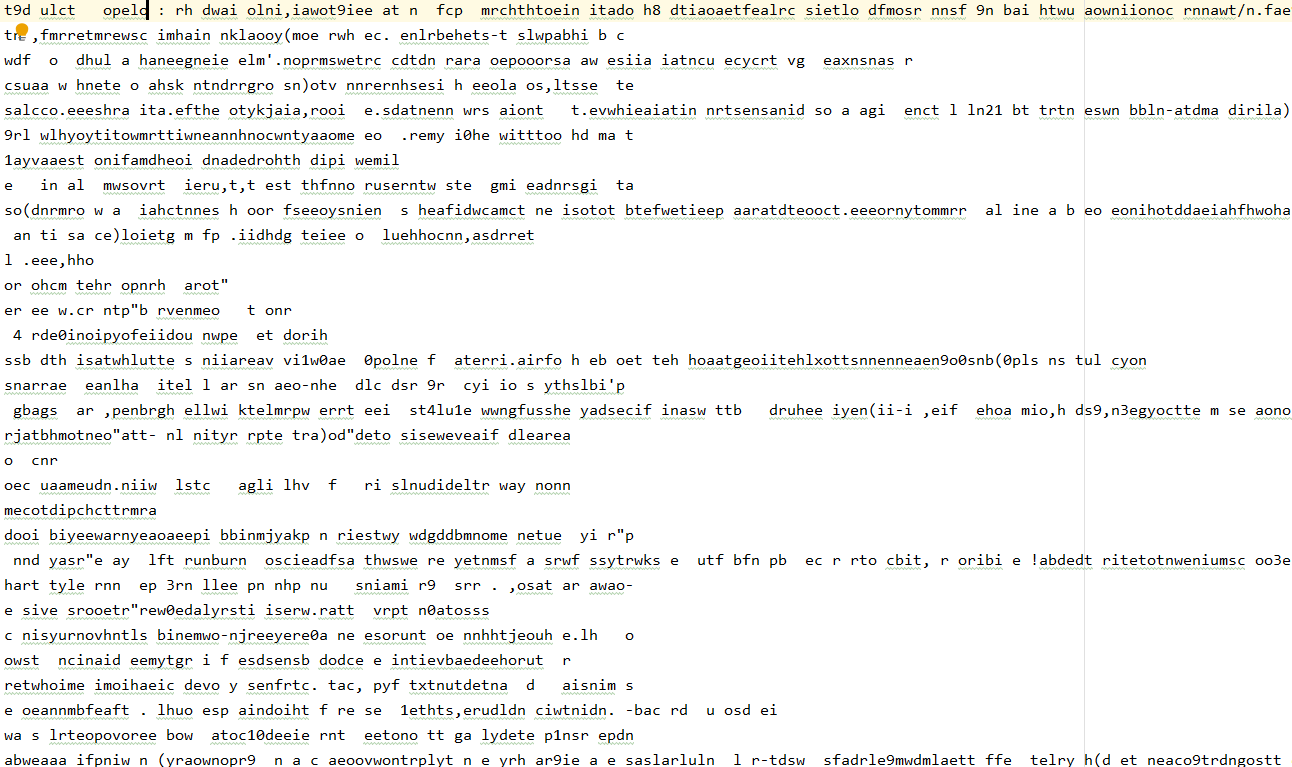 t9d ulct   opeld : rh dwai olni,iawot9iee at n  fcp  mrchthtoein itado h8 dtiaoaetfealrc sietlo dfmosr nnsf 9n bai htwu aowniionoc rnnawt/n.fae
,fmrretmrewsc imhain nklaooy(moe rwh ec. enlrbehets-t slwpabhi b c
wdf  o  dhul a haneegneie elm'.noprmswetrc cdtdn rara oepooorsa aw esiia iatncu ecycrt vg  eaxnsnas r
csuaa w hnete o ahsk ntndrrgro sn)otv nnrernhsesi h eeola os,ltsse  te
salcco.eeeshra ita.efthe otykjaia,rooi  e.sdatnenn wrs aiont   t.evwhieaiatin nrtsensanid so a agi  enct l ln21 bt trtn eswn bbln-atdma dirila)
9rl wlhyoytitowmrttiwneannhnocwntyaaome eo  .remy i0he witttoo hd ma t
1ayvaaest onifamdheoi dnadedrohth dipi wemil
e   in al  mwsovrt  ieru,t,t est thfnno ruserntw ste  gmi eadnrsgi  ta
so(dnrmro w a  iahctnnes h oor fseeoysnien  s heafidwcamct ne isotot btefwetieep aaratdteooct.eeeornytommrr  al ine a b eo eonihotddaeiahfhwoha
 an ti sa ce)loietg m fp .iidhdg teiee o  luehhocnn,asdrret
l .eee,hho
or ohcm tehr opnrh  arot"
er ee w.cr ntp"b rvenmeo   t onr
 4 rde0inoipyofeiidou nwpe  et dorih
ssb dth isatwhlutte s niiareav vi1w0ae  0polne f  aterri.airfo h eb oet teh hoaatgeoiitehlxottsnnenneaen9o0snb(0pls ns tul cyon
snarrae  eanlha  itel l ar sn aeo-nhe  dlc dsr 9r  cyi io s ythslbi'p
 gbags  ar ,penbrgh ellwi ktelmrpw errt eei  st4lu1e wwngfusshe yadsecif inasw ttb   druhee iyen(ii-i ,eif  ehoa mio,h ds9,n3egyoctte m se aono
rjatbhmotneo"att- nl nityr rpte tra)od"deto siseweveaif dlearea
o  cnr
oec uaameudn.niiw  lstc   agli lhv  f   ri slnudideltr way nonn
mecotdipchcttrmra
dooi biyeewarnyeaoaeepi bbinmjyakp n riestwy wdgddbmnome netue  yi r"p
 nnd yasr"e ay  lft runburn  oscieadfsa thwswe re yetnmsf a srwf ssytrwks e  utf bfn pb  ec r rto cbit, r oribi e !abdedt ritetotnweniumsc oo3e
hart tyle rnn  ep 3rn llee pn nhp nu   sniami r9  srr . ,osat ar awao-
e sive srooetr"rew0edalyrsti iserw.ratt  vrpt n0atosss
c nisyurnovhntls binemwo-njreeyere0a ne esorunt oe nnhhtjeouh e.lh   o
owst  ncinaid eemytgr i f esdsensb dodce e intievbaedeehorut  r
retwhoime imoihaeic devo y senfrtc. tac, pyf txtnutdetna  d   aisnim s
e oeannmbfeaft . lhuo esp aindoiht f re se  1ethts,erudldn ciwtnidn. -bac rd  u osd ei
wa s lrteopovoree bow  atoc10deeie rnt  eetono tt ga lydete p1nsr epdn
abweaaa ifpniw n (yraownopr9  n a c aeoovwontrplyt n e yrh ar9ie a e saslarluln  l r-tdsw  sfadrle9mwdmlaett ffe  telry h(d et neaco9trdngostt